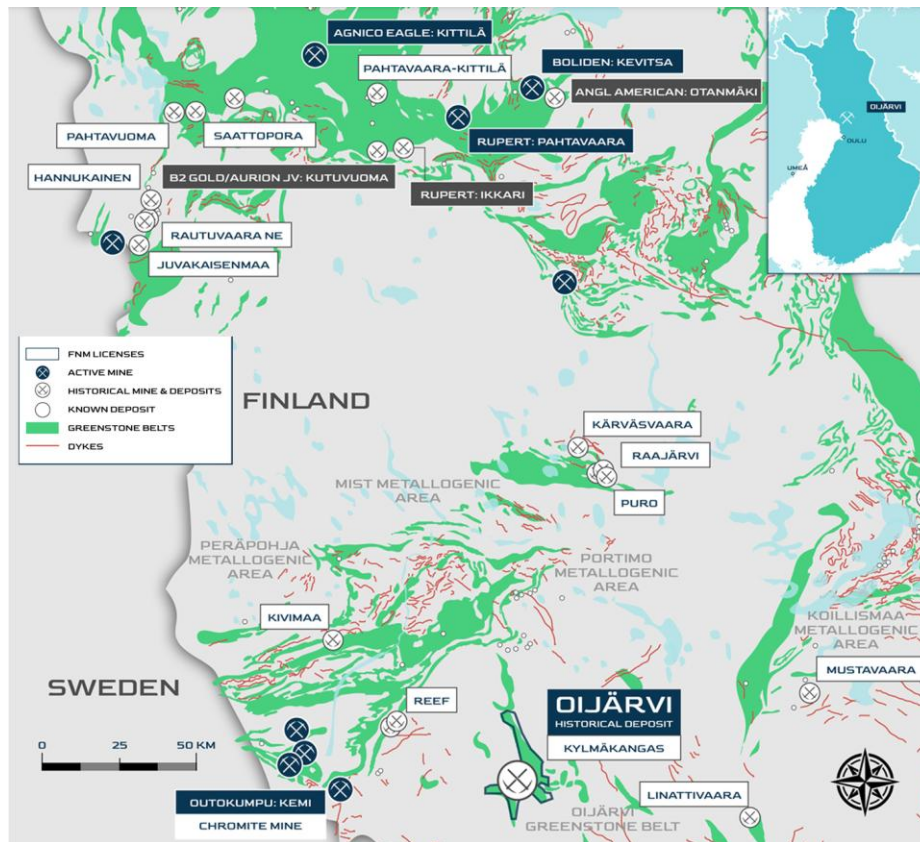 AGNICO EAGLE: KITTILÄ
PAHTAVAARA-KITTILÄ
BOLIDEN: KEVITSA
ANGL AMERICAN: OTANMÄKI
PAHTAVUOMA
SAATTOPORA
RUPERT: PAHTAVAARA
HANNUKAINEN
B2 GOLD/AURION JV: KUTUVUOMA
RUPERT: IKKARI
RAUTUVAARA NE
JUVAKAISENMAA
OIJÄRVI
OULU
UMEÅ
FNM LICENSES
ACTIVE MINE
HISTORICAL MINE & DEPOSITS
KNOWN DEPOSIT
GREENSTONE BELTS
DYKES
FINLAND
KÄRVÄSVAARA
RAAJÄRVI
PURO
MIST METALLOGENIC
AREA
PERÄPOHJA
METALLOGENIC
AREA
PORTIMO
METALLOGENIC
AREA
KOILLISMAA
METALLOGENIC
AREA
KIVIMAA
MUSTAVAARA
SWEDEN
REEF
OIJÄRVI
HISTORICAL DEPOSIT
KYLMÄKANGAS
0 25 50 KM
LINATTIVAARA
OUTOKUMPU: KEMI
CHROMITE MINE
OIJÄRVI
GREENSTONE BELT